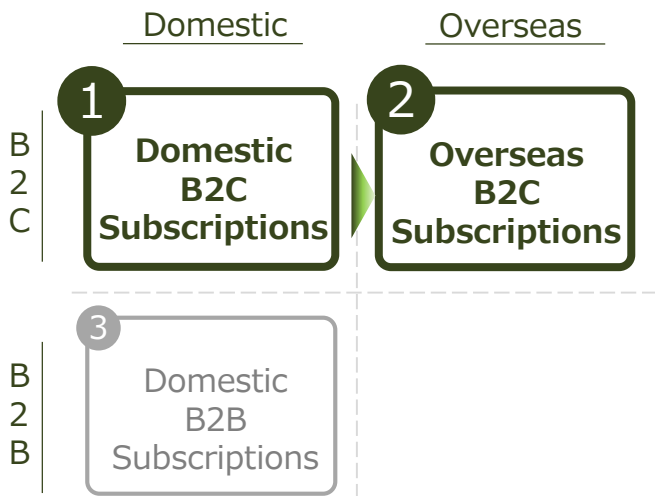 Domestic
Overseas
1
2
B
2
C
Domestic
B2C
Subscriptions
Overseas
B2C
Subscriptions
3
B
2
B
Domestic
B2B
Subscriptions